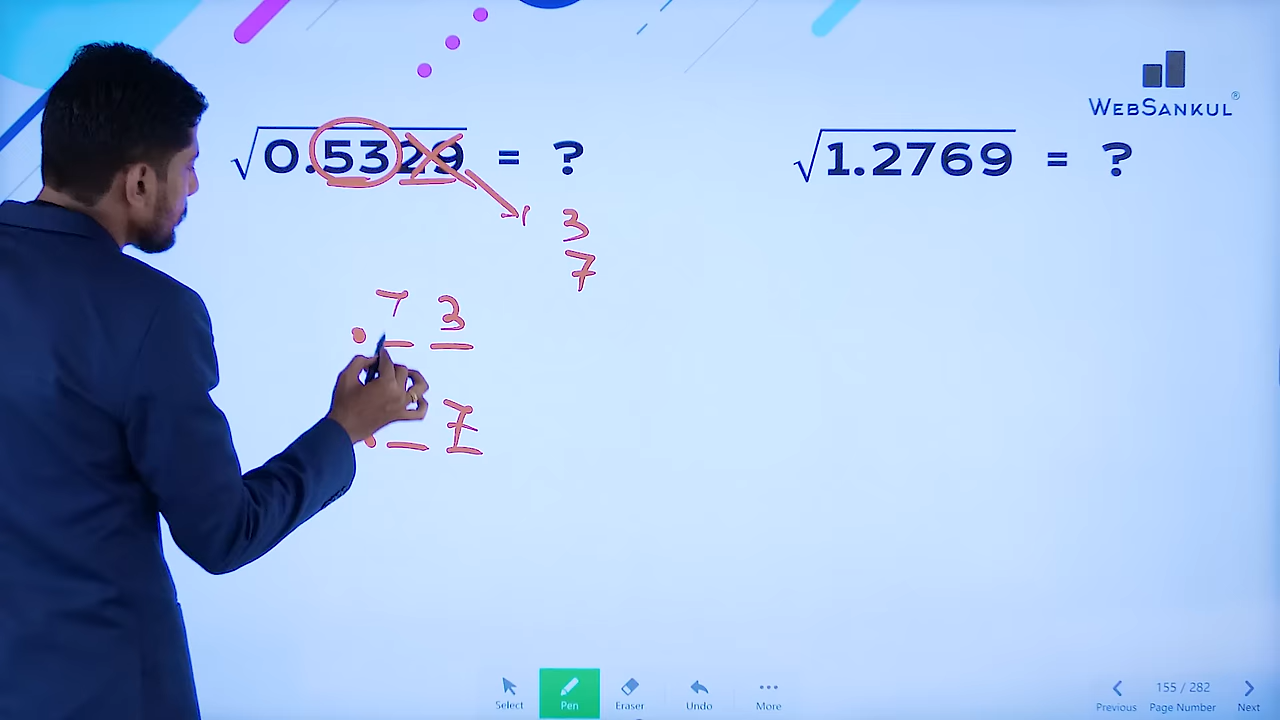 WEBSANKUL®
√0.5329 = ?
√1.2769 = ?
3
7
. 7 3
. _ 7
Select Pen Eraser Undo More
Previous 155 / 282 Page Number Next